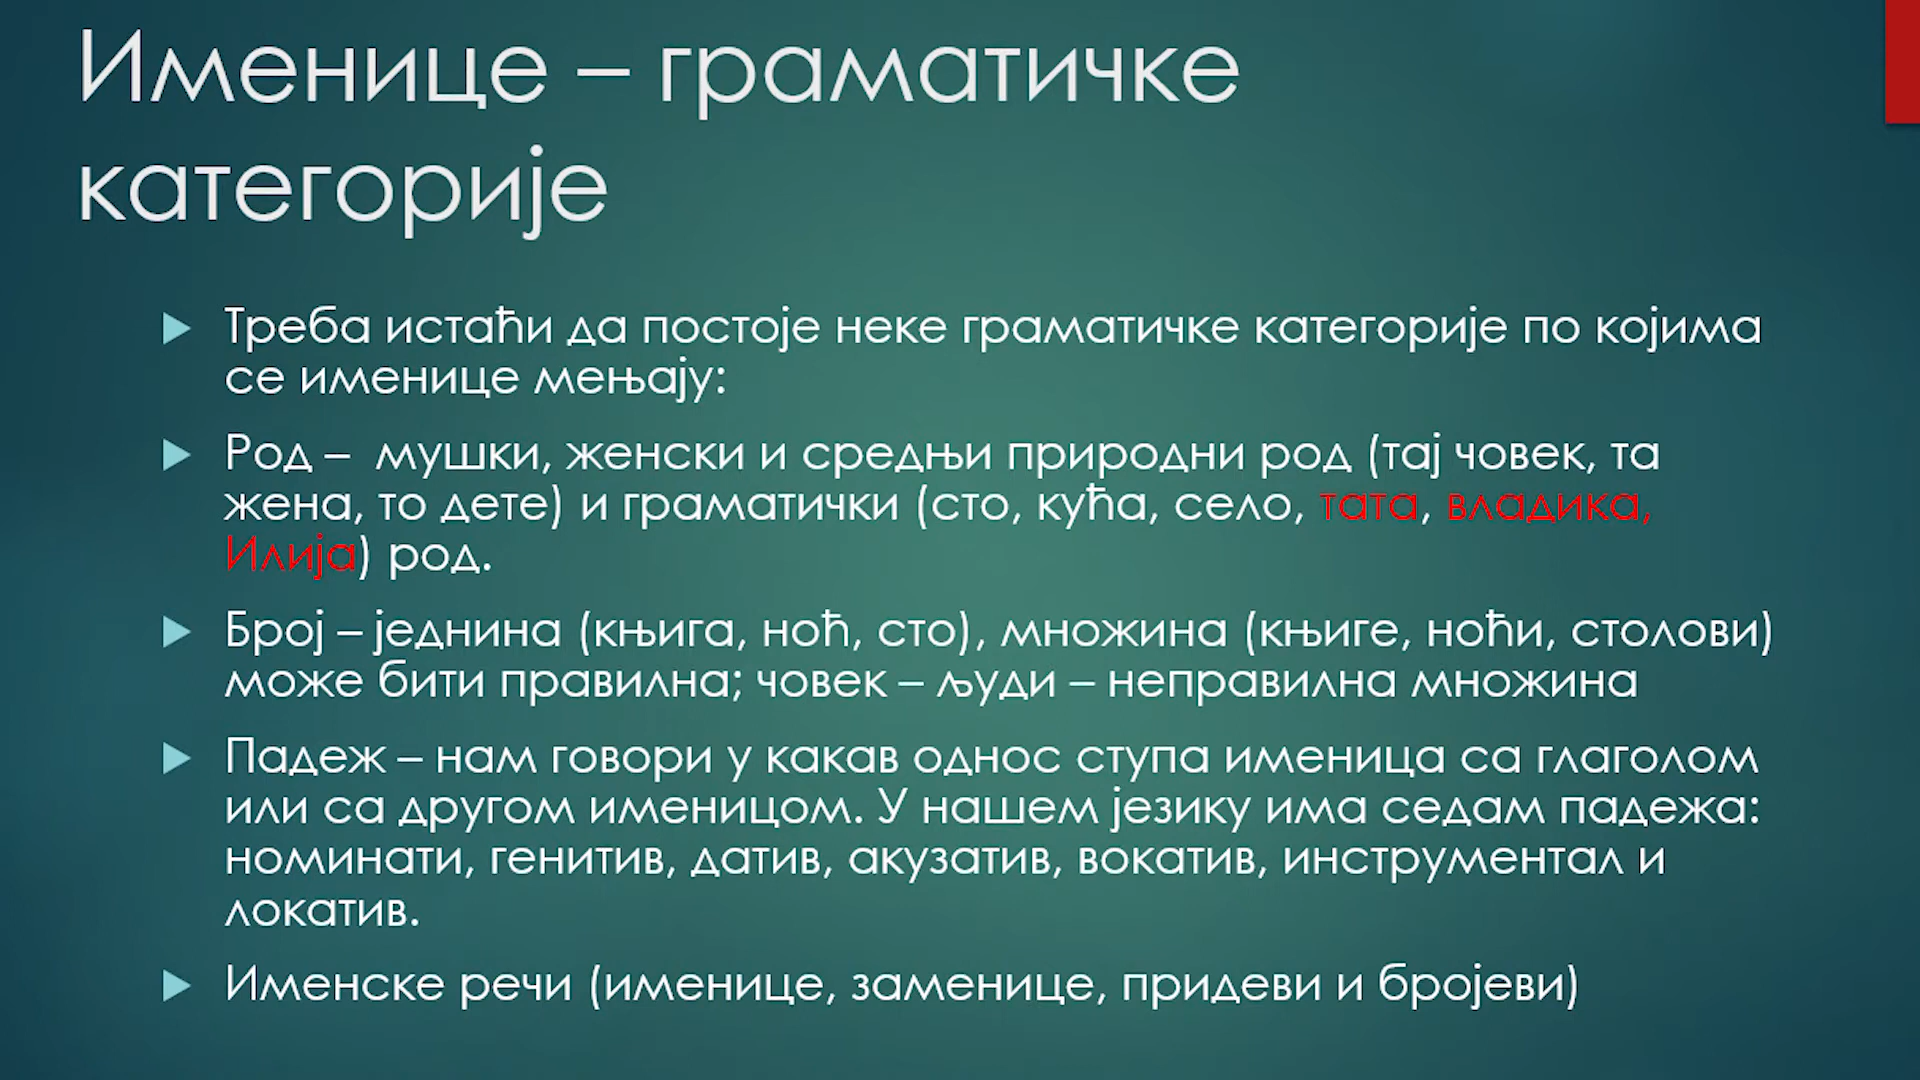 Именице – граматичке
категорије
Треба истаћи да постоје неке граматичке категорије по којима
се именице мењају:
Род – мушки, женски и средњи природни род (тај човек, та
жена, то дете) и граматички (сто, кућа, село, тата, владика,
Илија) род.
Број – једнина (књига, ноћ, сто), множина (књиге, ноћи, столови)
може бити правилна; човек – људи – неправилна множина
Падеж – нам говори у какав однос ступа именица са глаголом
или са другом именицом. У нашем језику има седам падежа:
номинати, генитив, датив, акузатив, вокатив, инструментал и
локатив.
Именске речи (именице, заменице, придеви и бројеви)